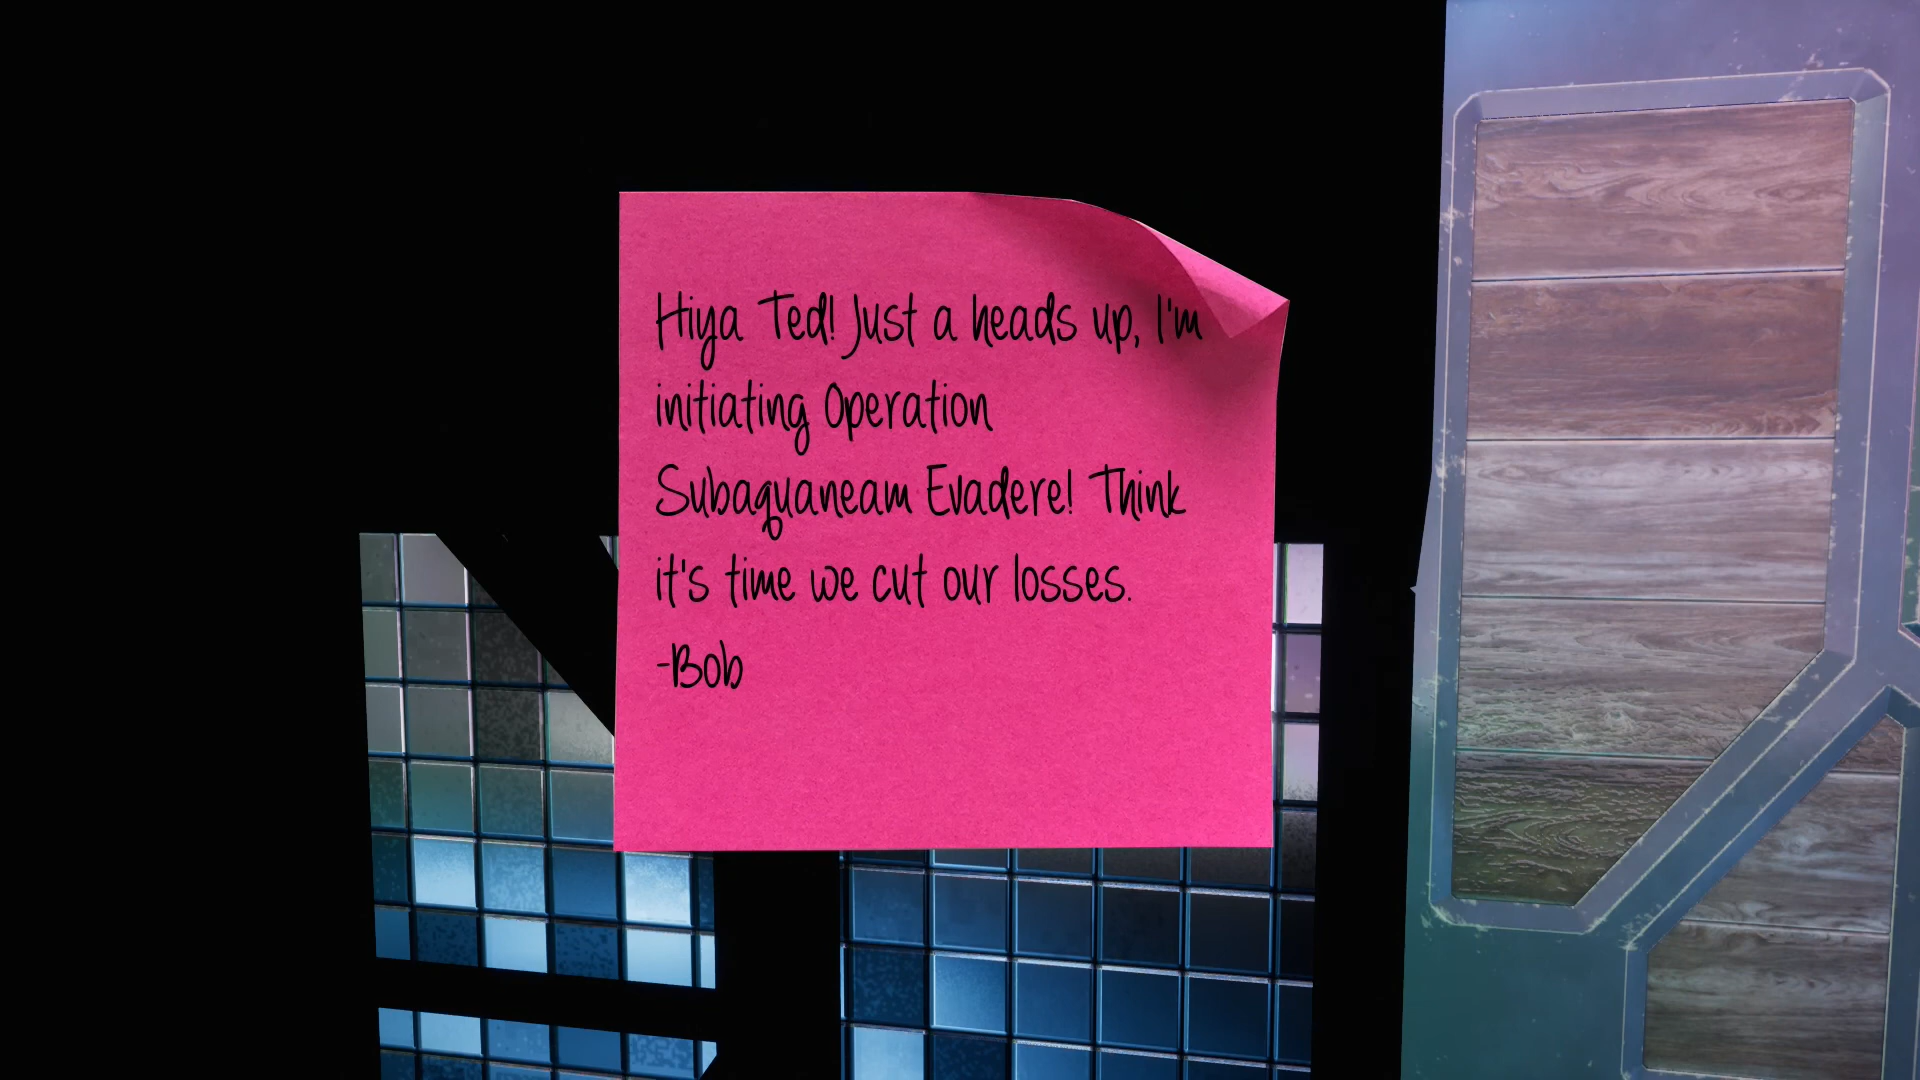 Hiya Ted! Just a heads up, I'm
initiating Operation
Subaquaneam Evadere! Think
it's time we cut our losses.
-Bob